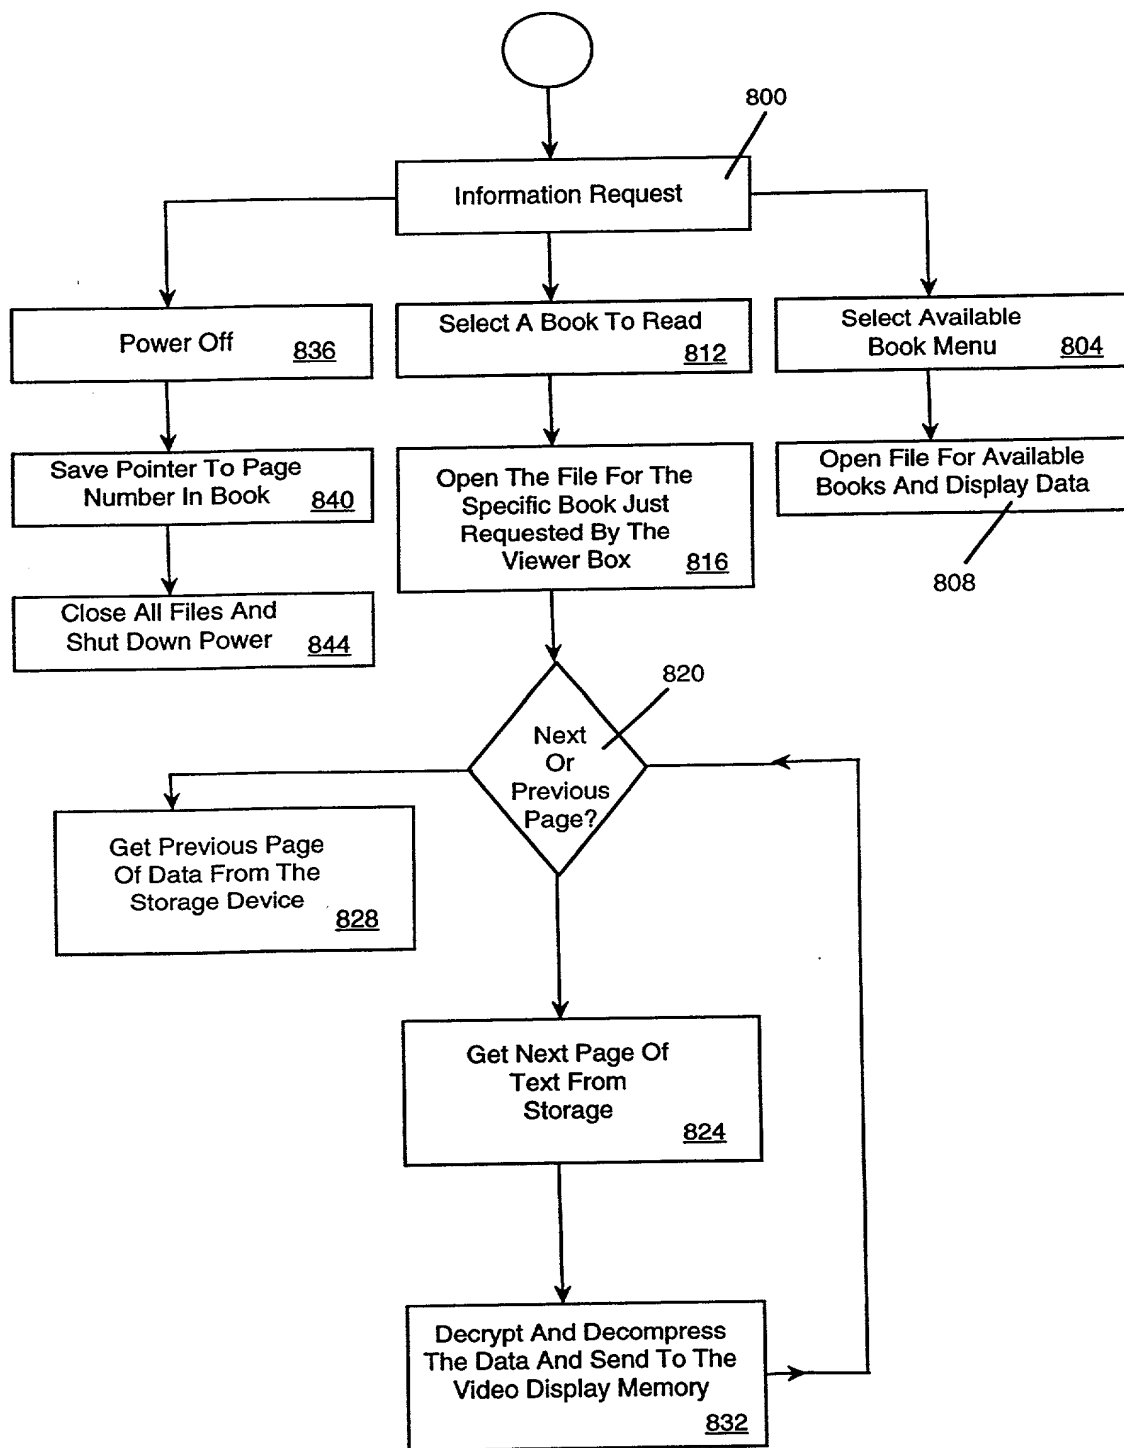 800
Information Request
Power Off
836
Select A Book To Read
812
Select Available
Book Menu
804
Save Pointer To Page
Number In Book
840
Open The File For The
Specific Book Just
Requested By The
Viewer Box
816
Open File For Available
Books And Display Data
808
Close All Files And
Shut Down Power
844
820
Next
Or
Previous
Page?
Get Previous Page
Of Data From The
Storage Device
828
Get Next Page Of
Text From
Storage
824
Decrypt And Decompress
The Data And Send To The
Video Display Memory
832